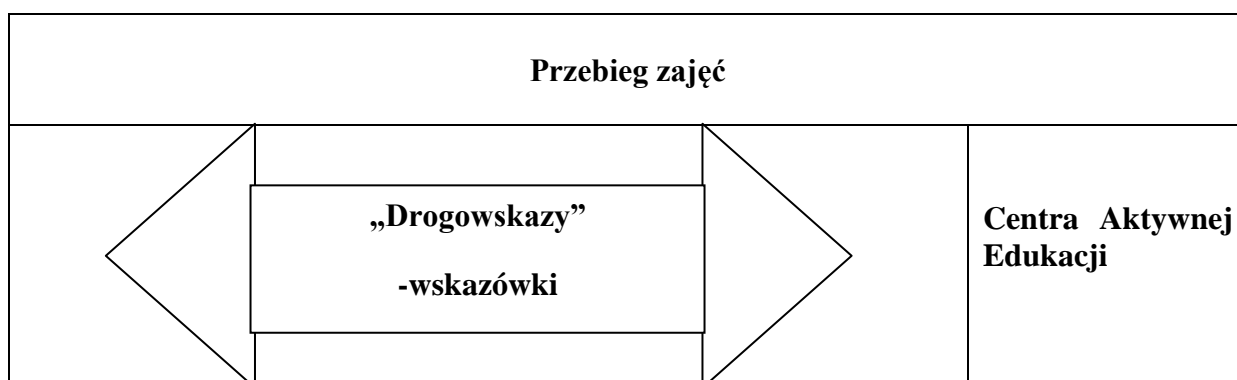 Przebieg zajęć
„Drogowskazy”
-wskazówki
Centra Aktywnej
Edukacji